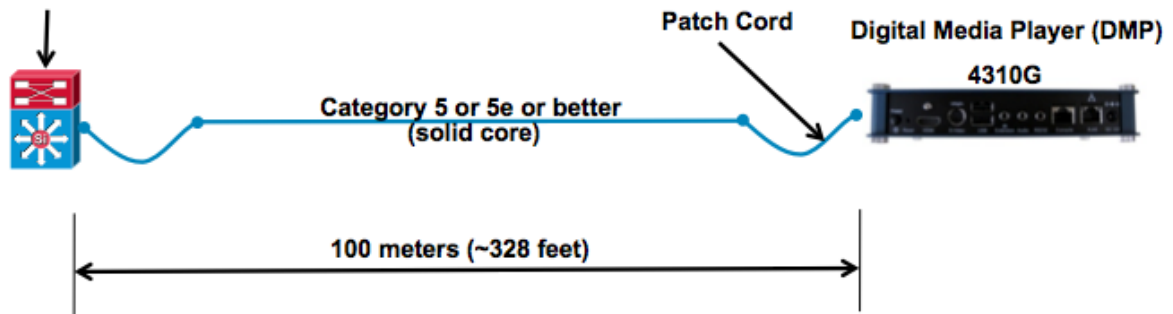 Patch Cord
Digital Media Player (DMP)
4310G
Category 5 or 5e or better
(solid core)
Si
100 meters (~328 feet)